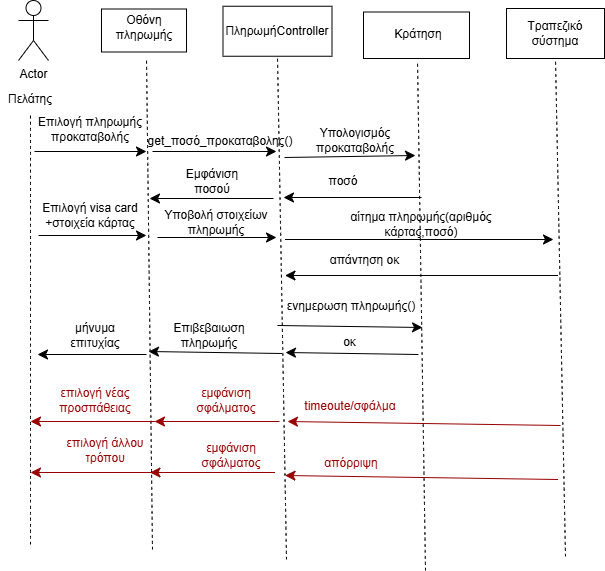 Οθόνη
πληρωμής
ΠληρωμήController
Κράτηση
Τραπεζικό
σύστημα
Actor
Πελάτης
Επιλογή πληρωμής
προκαταβολής
get_ποσό_προκαταβολης()
Υπολογισμός
προκαταβολής
Εμφάνιση
ποσού
ποσό
Επιλογή visa card
+στοιχεία κάρτας
Υποβολή στοιχείων
πληρωμής
αίτημα πληρωμής(αριθμός
κάρτας,ποσό)
απάντηση οκ
ενημερωση πληρωμής()
μήνυμα
επιτυχίας
Επιβεβαιωση
πληρωμής
οκ
επιλογή νέας
προσπάθειας
εμφάνιση
σφάλματος
timeout/σφάλμα
επιλογή άλλου
τρόπου
εμφάνιση
σφάλματος
απόρριψη